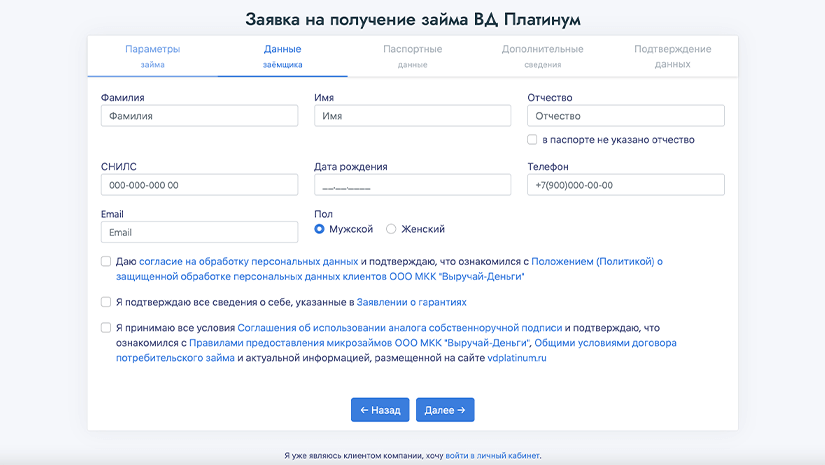 Заявка на получение займа ВД Платинум
Параметры
займа
Данные
заёмщика
Паспортные
данные
Дополнительные
сведения
Подтверждение
данных
Фамилия
Фамилия
Имя
Имя
Отчество
Отчество
в паспорте не указано отчество
СНИЛС
000-000-000 00
Дата рождения
__.__.____
Телефон
+7(900)000-00-00
Email
Email
Пол
Мужской
Женский
Даю согласие на обработку персональных данных и подтверждаю, что ознакомился с Положением (Политикой) о
защищенной обработке персональных данных клиентов ООО МКК "Выручай-Деньги"
Я подтверждаю все сведения о себе, указанные в Заявлении о гарантиях
Я принимаю все условия Соглашения об использовании аналога собственноручной подписи и подтверждаю, что
ознакомился с Правилами предоставления микрозаймов ООО МКК "Выручай-Деньги", Общими условиями договора
потребительского займа и актуальной информацией, размещенной на сайте vdplatinum.ru
← Назад
Далее →
Я уже являюсь клиентом компании, хочу войти в личный кабинет.